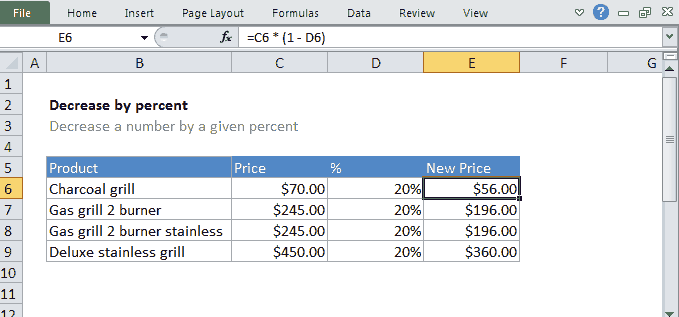 File Home Insert Page Layout Formulas Data Review View ?
E6 fx =C6 * (1 - D6)
A B C D E F G
1
2 Decrease by percent
3 Decrease a number by a given percent
4
5 Product Price % New Price
6 Charcoal grill $70.00 20% $56.00
7 Gas grill 2 burner $245.00 20% $196.00
8 Gas grill 2 burner stainless $245.00 20% $196.00
9 Deluxe stainless grill $450.00 20% $360.00
10
11
12